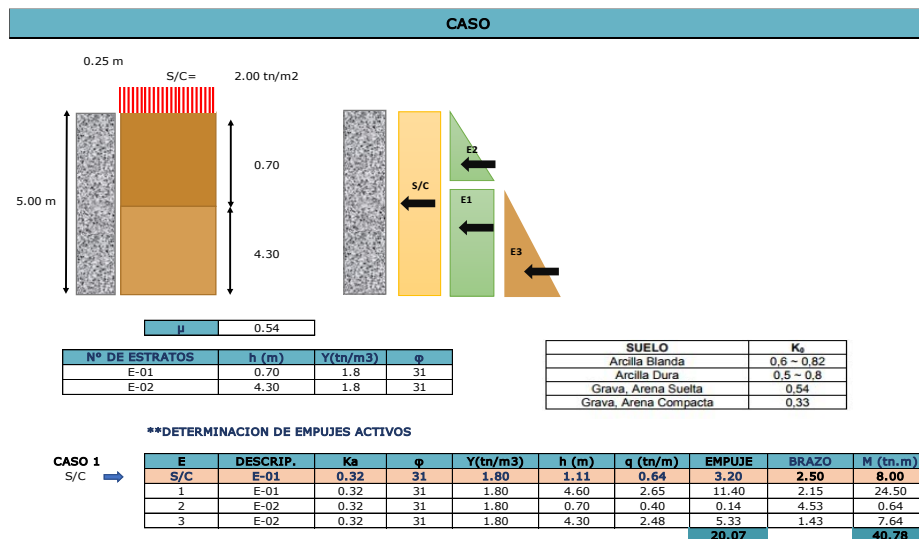 CASO
0.25 m
S/C= 2.00 tn/m2
0.70
5.00 m
4.30
E2
S/C
E1
E3
µ 0.54
Nº DE ESTRATOS h (m) Y(tn/m3) φ
E-01 0.70 1.8 31
E-02 4.30 1.8 31
SUELO K₀
Arcilla Blanda 0,6 ~ 0,82
Arcilla Dura 0,5 ~ 0,8
Grava, Arena Suelta 0,54
Grava, Arena Compacta 0,33
**DETERMINACION DE EMPUJES ACTIVOS
CASO 1
S/C
E DESCRIP. Ka φ Y(tn/m3) h (m) q (tn/m) EMPUJE BRAZO M (tn.m)
S/C E-01 0.32 31 1.80 1.11 0.64 3.20 2.50 8.00
1 E-01 0.32 31 1.80 4.60 2.65 11.40 2.15 24.50
2 E-02 0.32 31 1.80 0.70 0.40 0.14 4.53 0.64
3 E-02 0.32 31 1.80 4.30 2.48 5.33 1.43 7.64
20.07 40.78